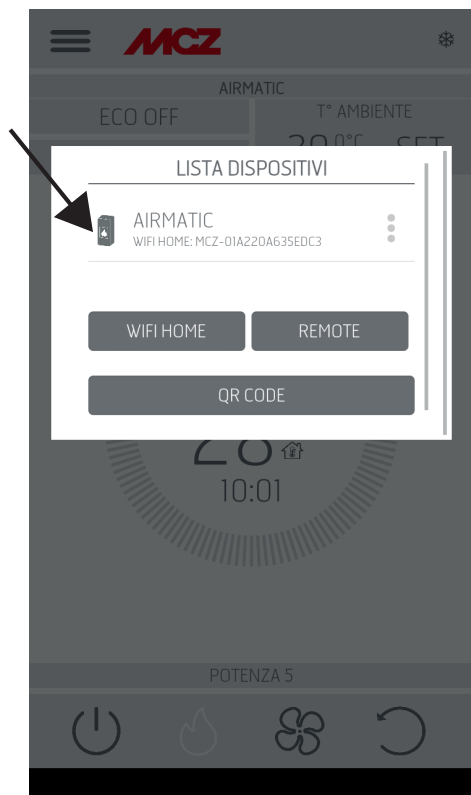 MCZ
AIRMATIC
ECO OFF
T° AMBIENTE
LISTA DISPOSITIVI
AIRMATIC
WIFI HOME: MCZ-01A220A635EDC3
WIFI HOME
REMOTE
QR CODE
10:01
POTENZA 5